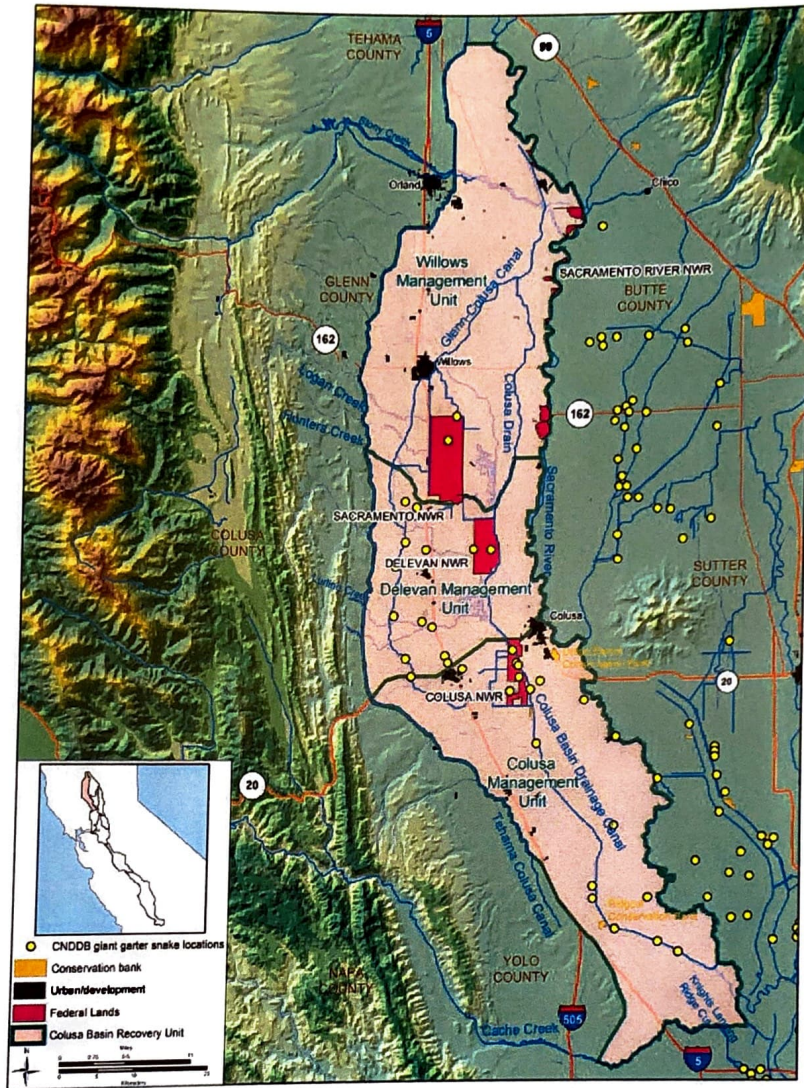 TEHAMA
COUNTY
5
99
Stony Creek
Orland
Chico
Willows
Management
Unit
Glenn-Colusa Canal
SACRAMENTO RIVER NWR
BUTTE
COUNTY
GLENN
COUNTY
162
Willows
Logan Creek
Hunters Creek
Colusa Drain
162
Sacramento River
SACRAMENTO NWR
COLUSA
COUNTY
DELEVAN NWR
Delevan Management
Unit
SUTTER
COUNTY
Colusa
COLUSA NWR
20
Colusa Basin Drainage Canal
Colusa
Management
Unit
20
Tehama Colusa Canal
Ridge Cut
Conservation Bank
YOLO
COUNTY
NAPA
COUNTY
Knights Landing
Ridge Cut
505
Cache Creek
5
CNDDB giant garter snake locations
Conservation bank
Urban/development
Federal Lands
Colusa Basin Recovery Unit
N
Miles
Kilometers